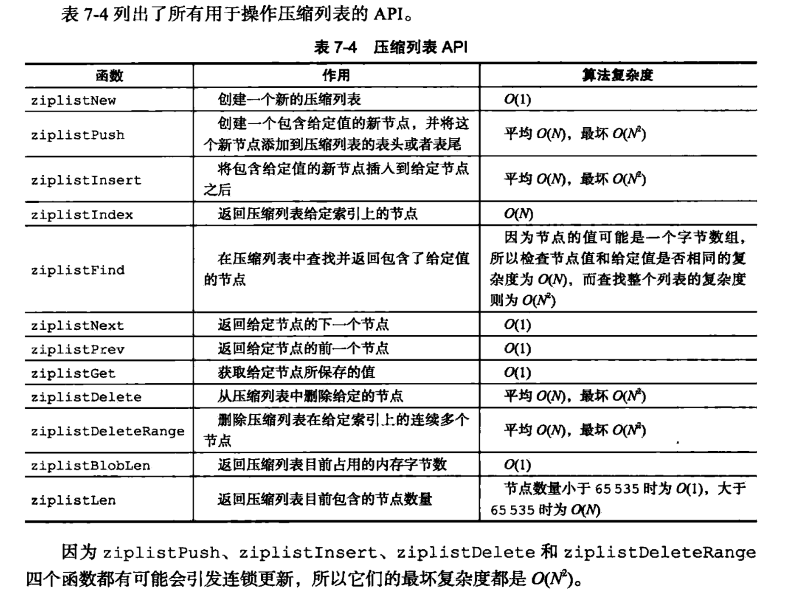 表 7-4 列出了所有用于操作压缩列表的 API。
表 7-4 压缩列表 API
函数 作用 算法复杂度
ziplistNew 创建一个新的压缩列表 O(1)
ziplistPush 创建一个包含给定值的新节点,并将这
个新节点添加到压缩列表的表头或者表尾 平均 O(N),最坏 O(N²)
ziplistInsert 将包含给定值的新节点插入到给定节点
之后 平均 O(N),最坏 O(N²)
ziplistIndex 返回压缩列表给定索引上的节点 O(N)
ziplistFind 在压缩列表中查找并返回包含了给定值
的节点
因为节点的值可能是一个字节数组,
所以检查节点值和给定值是否相同的复
杂度为 O(N),而查找整个列表的复杂度
则为 O(N²)
ziplistNext 返回给定节点的下一个节点 O(1)
ziplistPrev 返回给定节点的前一个节点 O(1)
ziplistGet 获取给定节点所保存的值 O(1)
ziplistDelete 从压缩列表中删除给定的节点 平均 O(N),最坏 O(N²)
ziplistDeleteRange 删除压缩列表在给定索引上的连续多个
节点 平均 O(N),最坏 O(N²)
ziplistBlobLen 返回压缩列表目前占用的内存字节数 O(1)
ziplistLen 返回压缩列表目前包含的节点数量 节点数量小于 65 535 时为 O(1),大于
65 535 时为 O(N)
因为 ziplistPush、ziplistInsert、ziplistDelete 和 ziplistDeleteRange
四个函数都有可能会引发连锁更新,所以它们的最坏复杂度都是 O(N²)。